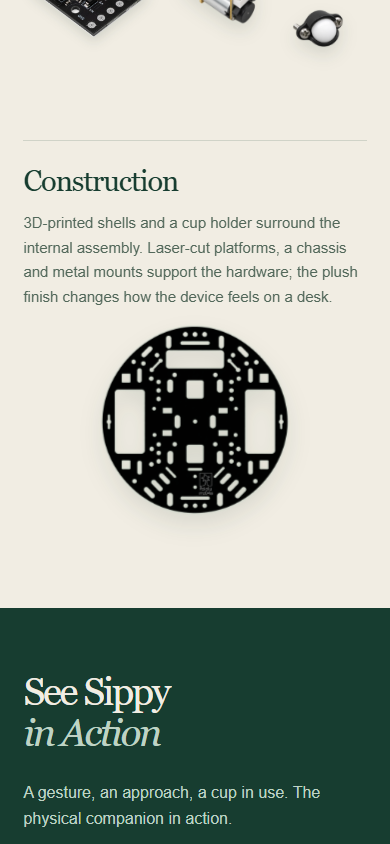 Construction
3D-printed shells and a cup holder surround the
internal assembly. Laser-cut platforms, a chassis
and metal mounts support the hardware; the plush
finish changes how the device feels on a desk.
See Sippy
in Action
A gesture, an approach, a cup in use. The
physical companion in action.